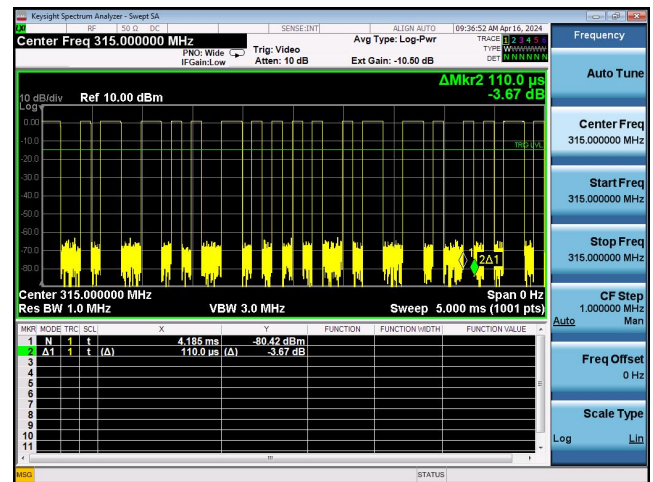 Keysight Spectrum Analyzer - Swept SA
LXI RF 50 Ω DC SENSE:INT ALIGN AUTO 09:36:52 AM Apr 16, 2024
Center Freq 315.000000 MHz
PNO: Wide
IFGain:Low
Trig: Video
Atten: 10 dB
Avg Type: Log-Pwr
Ext Gain: -10.50 dB
TRACE 1 2 3 4 5 6
TYPE WWWWWW
DET N N N N N N
Frequency
Auto Tune
Center Freq
315.000000 MHz
Start Freq
315.000000 MHz
Stop Freq
315.000000 MHz
CF Step
1.000000 MHz
Auto Man
Freq Offset
0 Hz
Scale Type
Log Lin
ΔMkr2 110.0 µs
-3.67 dB
10 dB/div Ref 10.00 dBm
Log
0.00
-10.0
TRIG LVL
-20.0
-30.0
-40.0
-50.0
-60.0
-70.0
-80.0
1
2Δ1
Center 315.000000 MHz Span 0 Hz
Res BW 1.0 MHz VBW 3.0 MHz Sweep 5.000 ms (1001 pts)
MKR MODE TRC SCL X Y FUNCTION FUNCTION WIDTH FUNCTION VALUE
1 N 1 t 4.185 ms -80.42 dBm
2 Δ1 1 t (Δ) 110.0 µs (Δ) -3.67 dB
3
4
5
6
7
8
9
10
11
MSG STATUS